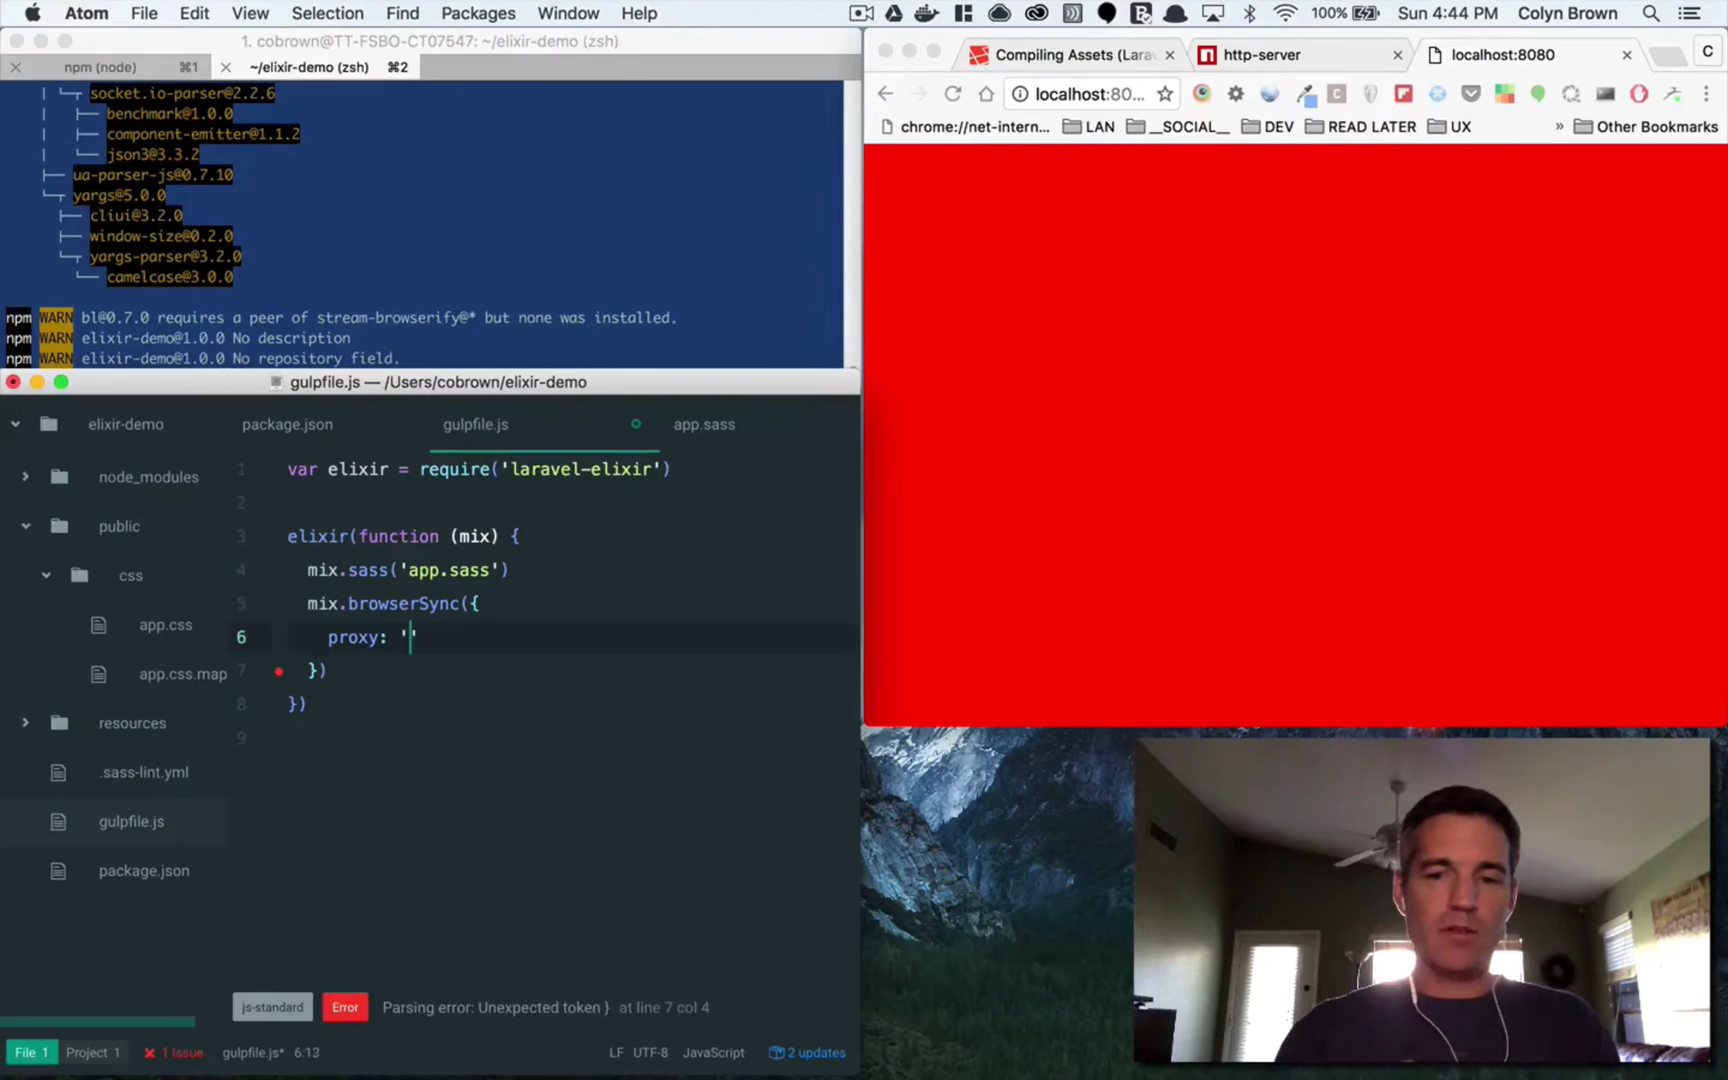 Atom File Edit View Selection Find Packages Window Help 100% Sun 4:44 PM Colyn Brown
1. cobrown@TT-FSBO-CT07547: ~/elixir-demo (zsh)
npm (node) ⌘1 ~/elixir-demo (zsh) ⌘2
socket.io-parser@2.2.6
benchmark@1.0.0
component-emitter@1.1.2
json3@3.3.2
ua-parser-js@0.7.10
yargs@5.0.0
cliui@3.2.0
window-size@0.2.0
yargs-parser@3.2.0
camelcase@3.0.0
npm WARN bl@0.7.0 requires a peer of stream-browserify@* but none was installed.
npm WARN elixir-demo@1.0.0 No description
npm WARN elixir-demo@1.0.0 No repository field.
Compiling Assets (Lara http-server localhost:8080 C
localhost:80...
chrome://net-intern... LAN __SOCIAL__ DEV READ LATER UX » Other Bookmarks
gulpfile.js — /Users/cobrown/elixir-demo
elixir-demo
node_modules
public
css
app.css
app.css.map
resources
.sass-lint.yml
gulpfile.js
package.json
package.json gulpfile.js app.sass
1 var elixir = require('laravel-elixir')
2
3 elixir(function (mix) {
4 mix.sass('app.sass')
5 mix.browserSync({
6 proxy: ''
7 })
8 })
9
js-standard Error Parsing error: Unexpected token } at line 7 col 4
File 1 Project 1 1 Issue gulpfile.js* 6:13 LF UTF-8 JavaScript 2 updates